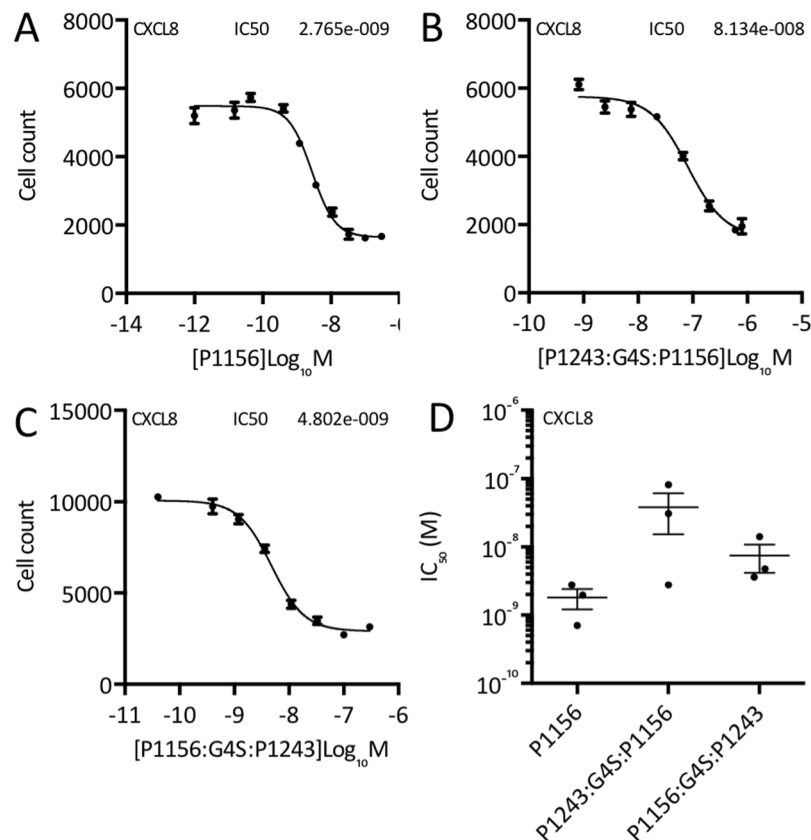 A
CXCL8 IC50 2.765e-009
8000
6000
4000
2000
0
Cell count
-14 -12 -10 -8
[P1156]Log₁₀M
B
CXCL8 IC50 8.134e-008
8000
6000
4000
2000
0
Cell count
-10 -9 -8 -7 -6 -5
[P1243:G4S:P1156]Log₁₀M
C
CXCL8 IC50 4.802e-009
15000
10000
5000
0
Cell count
-11 -10 -9 -8 -7 -6
[P1156:G4S:P1243]Log₁₀M
D
CXCL8
10⁻⁶
10⁻⁷
10⁻⁸
10⁻⁹
10⁻¹⁰
IC₅₀ (M)
P1156
P1243:G4S:P1156
P1156:G4S:P1243